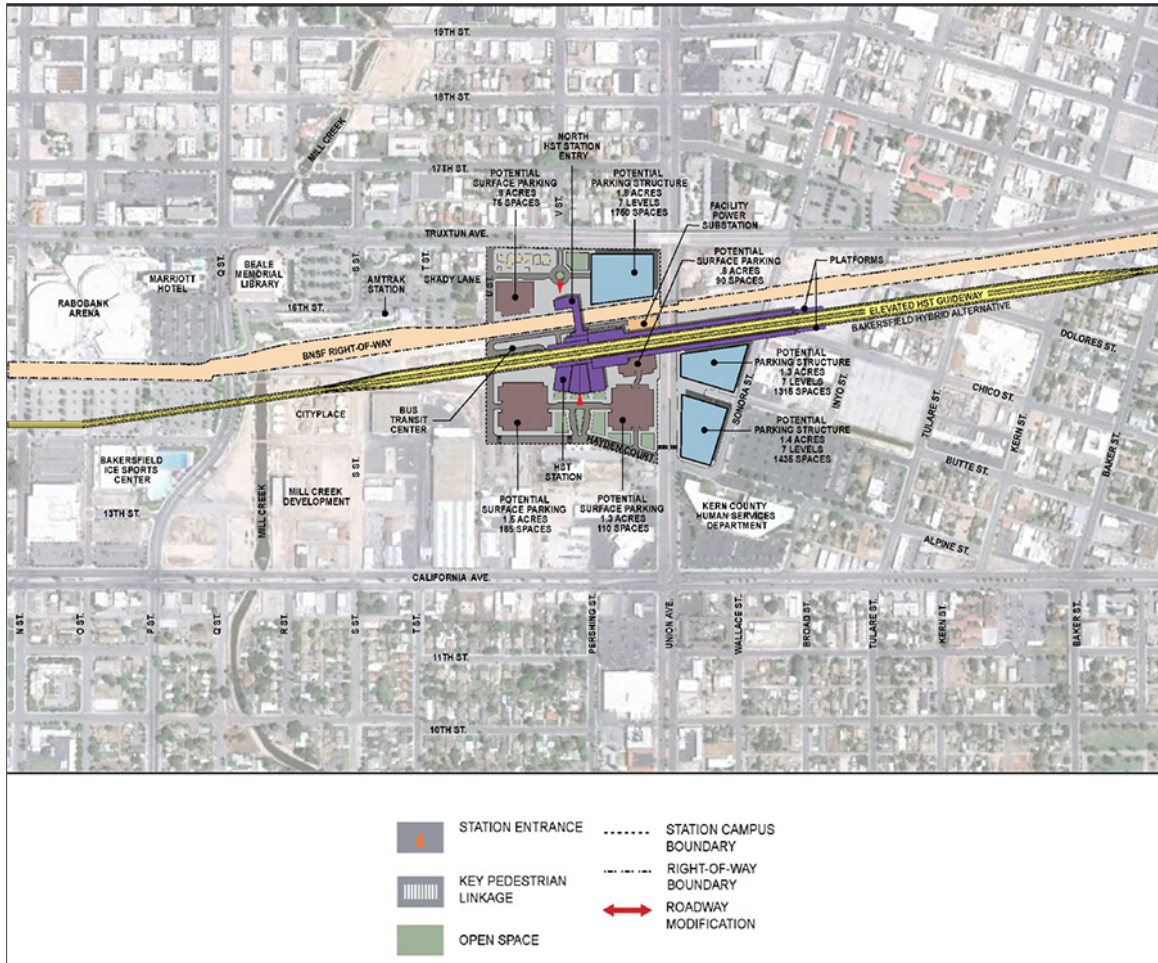 19TH ST.
18TH ST.
MILL CREEK
NORTH
HST STATION
ENTRY
17TH ST.
V ST.
POTENTIAL
SURFACE PARKING
.8 ACRES
75 SPACES
POTENTIAL
PARKING STRUCTURE
1.8 ACRES
7 LEVELS
1750 SPACES
FACILITY
POWER
SUBSTATION
TRUXTUN AVE.
POTENTIAL
SURFACE PARKING
.8 ACRES
90 SPACES
PLATFORMS
RABOBANK
ARENA
MARRIOTT
HOTEL
Q ST.
BEALE
MEMORIAL
LIBRARY
S ST.
AMTRAK
STATION
T ST.
SHADY LANE
U ST.
16TH ST.
BNSF RIGHT-OF-WAY
ELEVATED HST GUIDEWAY
BAKERSFIELD HYBRID ALTERNATIVE
DOLORES ST.
CHICO ST.
POTENTIAL
PARKING STRUCTURE
1.3 ACRES
7 LEVELS
1315 SPACES
SONORA ST.
INYO ST.
TULARE ST.
KERN ST.
BAKER ST.
BUTTE ST.
ALPINE ST.
POTENTIAL
PARKING STRUCTURE
1.4 ACRES
7 LEVELS
1435 SPACES
CITYPLACE
BUS
TRANSIT
CENTER
HAYDEN COURT
HST
STATION
BAKERSFIELD
ICE SPORTS
CENTER
S ST.
MILL CREEK
DEVELOPMENT
MILL CREEK
13TH ST.
POTENTIAL
SURFACE PARKING
1.5 ACRES
185 SPACES
POTENTIAL
SURFACE PARKING
1.3 ACRES
110 SPACES
KERN COUNTY
HUMAN SERVICES
DEPARTMENT
CALIFORNIA AVE.
N ST.
O ST.
P ST.
Q ST.
R ST.
S ST.
T ST.
PERSHING ST.
UNION AVE.
WALLACE ST.
BROAD ST.
TULARE ST.
KERN ST.
BAKER ST.
11TH ST.
10TH ST.
STATION ENTRANCE
KEY PEDESTRIAN
LINKAGE
OPEN SPACE
STATION CAMPUS
BOUNDARY
RIGHT-OF-WAY
BOUNDARY
ROADWAY
MODIFICATION